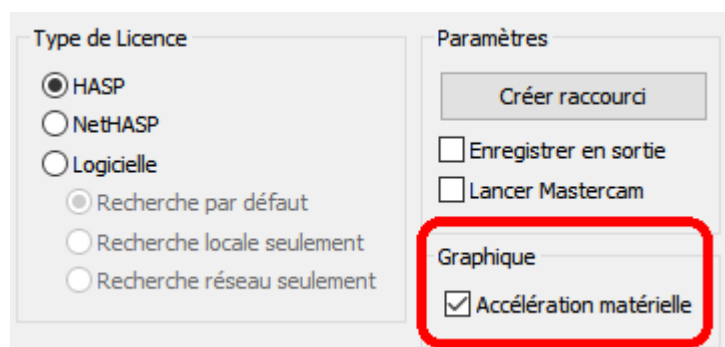 Type de Licence
HASP
NetHASP
Logicielle
Recherche par défaut
Recherche locale seulement
Recherche réseau seulement
Paramètres
Créer raccourci
Enregistrer en sortie
Lancer Mastercam
Graphique
Accélération matérielle